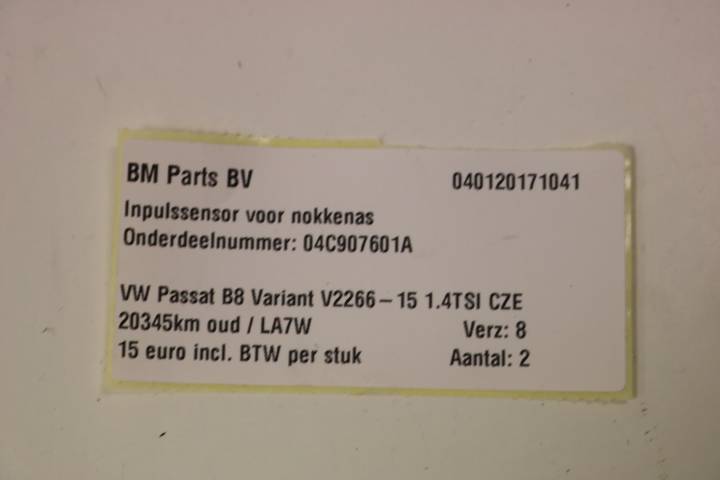 BM Parts BV 040120171041
Inpulssensor voor nokkenas
Onderdeelnummer: 04C907601A
VW Passat B8 Variant V2266-15 1.4TSI CZE
20345km oud / LA7W Verz: 8
15 euro incl. BTW per stuk Aantal: 2